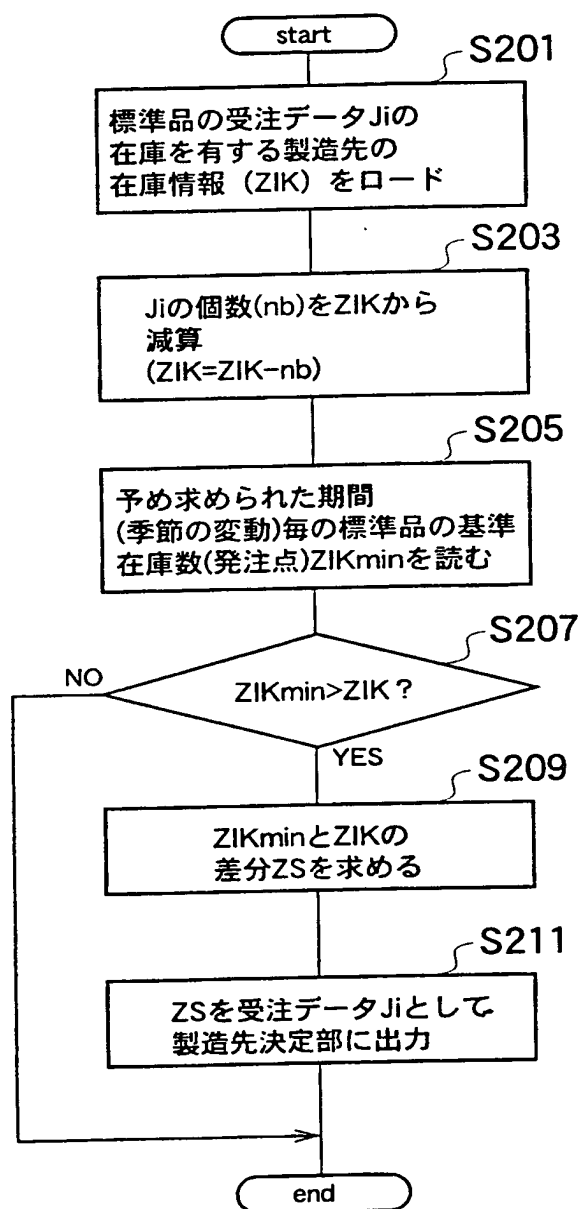 start
S201
標準品の受注データJiの
在庫を有する製造先の
在庫情報（ZIK）をロード
S203
Jiの個数(nb)をZIKから
減算
(ZIK=ZIK-nb)
S205
予め求められた期間
(季節の変動)毎の標準品の基準
在庫数(発注点)ZIKminを読む
S207
NO
ZIKmin>ZIK？
YES
S209
ZIKminとZIKの
差分ZSを求める
S211
ZSを受注データJiとして、
製造先決定部に出力
end